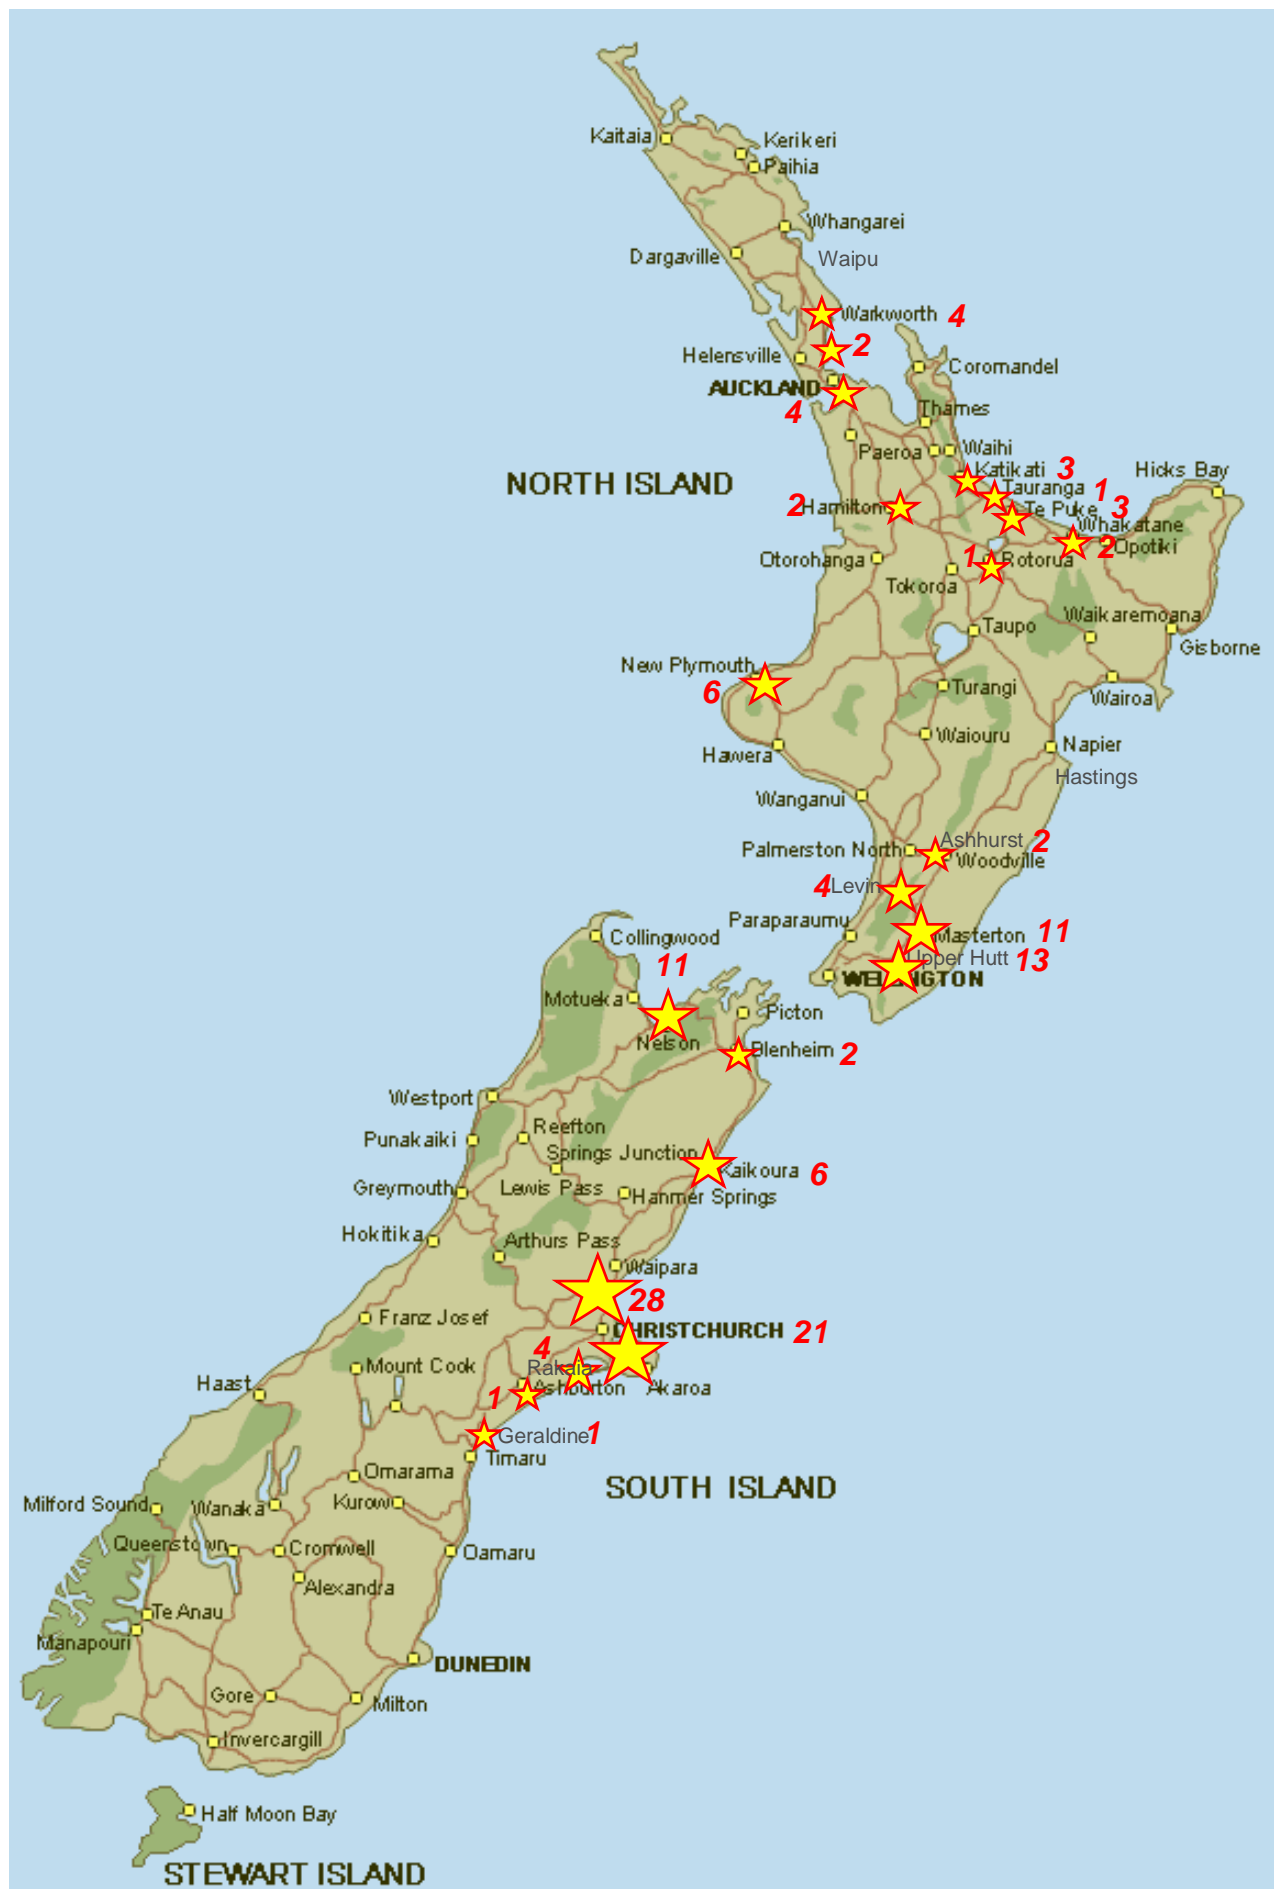 Kaitaia
Kerikeri
Paihia
Whangarei
Dargaville
Waipu
Warkworth 4
2
Helensville
Coromandel
AUCKLAND
4
Thames
Paeroa
Waihi
NORTH ISLAND
Katikati 3
Hicks Bay
Tauranga 1
2 Hamilton
Te Puke 3
Whakatane
2 Opotiki
Otorohanga
1 Rotorua
Tokoroa
Waikaremoana
Taupo
Gisborne
New Plymouth
6
Turangi
Wairoa
Waiouru
Napier
Hawera
Hastings
Wanganui
Ashhurst 2
Palmerston North
Woodville
4 Levin
Paraparaumu
Masterton 11
Collingwood
Upper Hutt 13
11
WELLINGTON
Motueka
Picton
Nelson
Blenheim 2
Westport
Reefton
Punakaiki
Springs Junction
Kaikoura 6
Greymouth
Lewis Pass
Hanmer Springs
Hokitika
Arthurs Pass
Waipara
28
Franz Josef
CHRISTCHURCH 21
4
Mount Cook
Rakaia
Haast
Ashburton
Akaroa
1
Geraldine 1
Timaru
Omarama
SOUTH ISLAND
Milford Sound
Wanaka
Kurow
Queenstown
Cromwell
Oamaru
Alexandra
Te Anau
Manapouri
DUNEDIN
Gore
Milton
Invercargill
Half Moon Bay
STEWART ISLAND